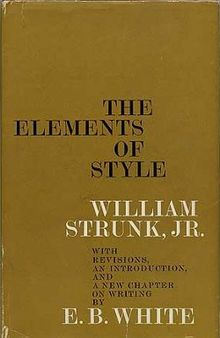 THE
ELEMENTS
OF
STYLE
WILLIAM
STRUNK, JR.
WITH
REVISIONS,
AN INTRODUCTION,
AND
A NEW CHAPTER
ON WRITING
BY
E. B. WHITE